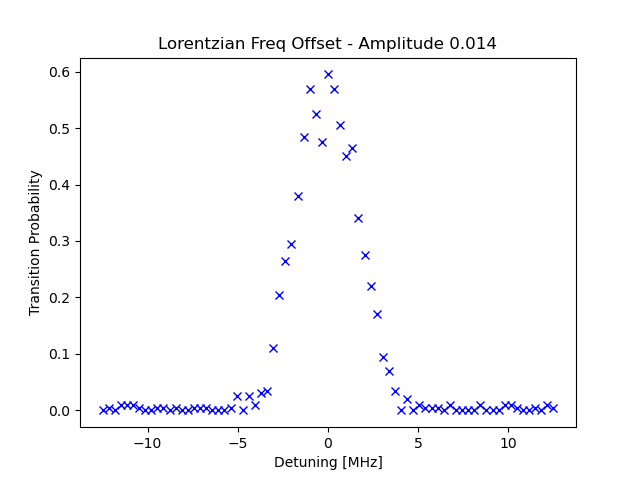 Lorentzian Freq Offset - Amplitude 0.014
0.6
0.5
0.4
0.3
0.2
0.1
0.0
Transition Probability
−10 −5 0 5 10
Detuning [MHz]